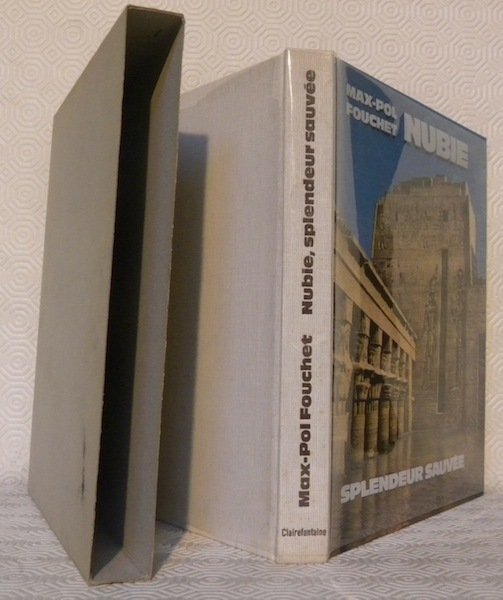 Max-Pol Fouchet Nubie, splendeur sauvée
Clairefontaine
MAX-POL
FOUCHET
NUBIE
SPLENDEUR SAUVÉE